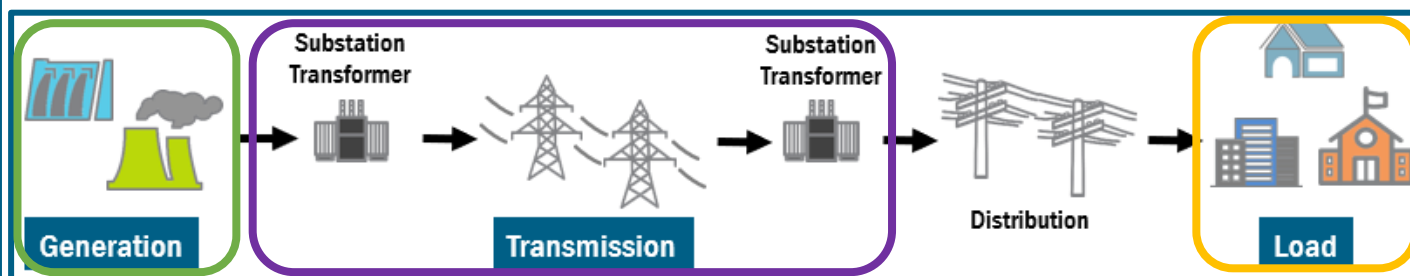 Substation
Transformer
Substation
Transformer
Distribution
Generation
Transmission
Load